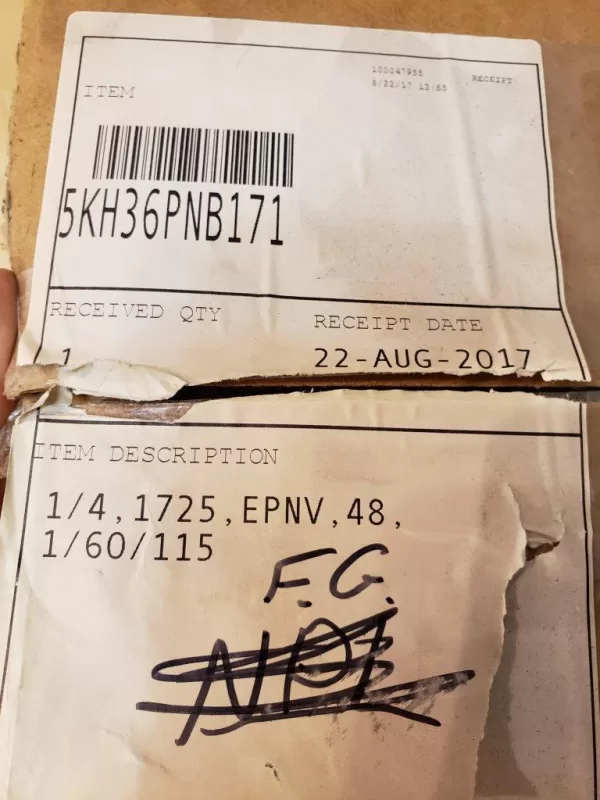 100047955
8/22/17 13:53
RECEIPT
ITEM
5KH36PNB171
RECEIVED QTY
RECEIPT DATE
1
22-AUG-2017
ITEM DESCRIPTION
1/4,1725,EPNV,48,
1/60/115
F.G.